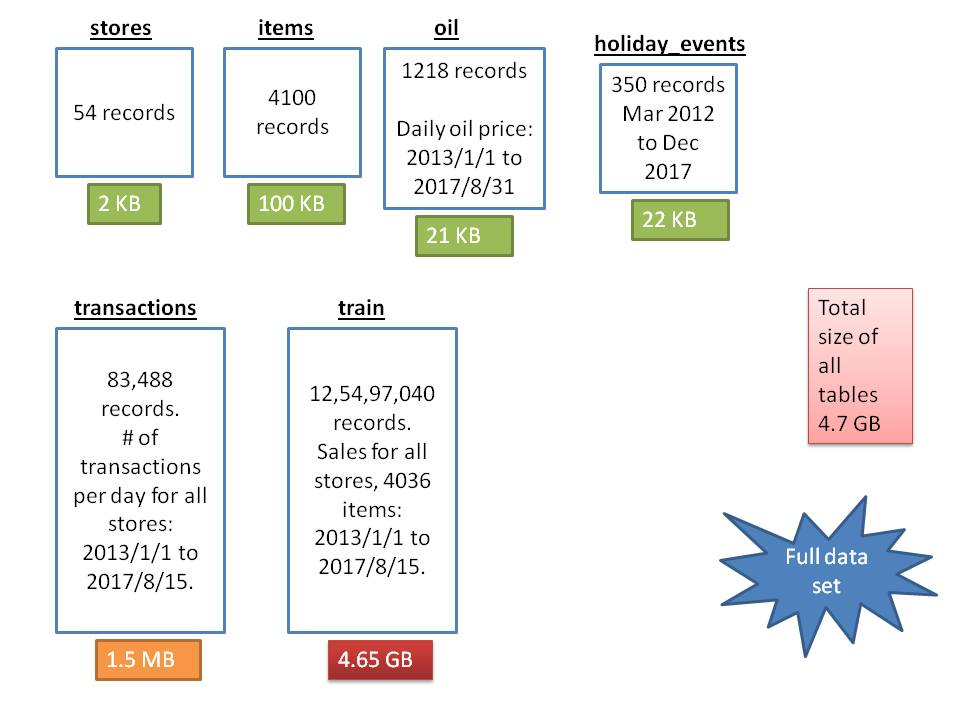 stores
54 records
2 KB
items
4100
records
100 KB
oil
1218 records
Daily oil price:
2013/1/1 to
2017/8/31
21 KB
holiday_events
350 records
Mar 2012
to Dec
2017
22 KB
transactions
83,488
records.
# of
transactions
per day for all
stores:
2013/1/1 to
2017/8/15.
1.5 MB
train
12,54,97,040
records.
Sales for all
stores, 4036
items:
2013/1/1 to
2017/8/15.
4.65 GB
Total
size of
all
tables
4.7 GB
Full data
set